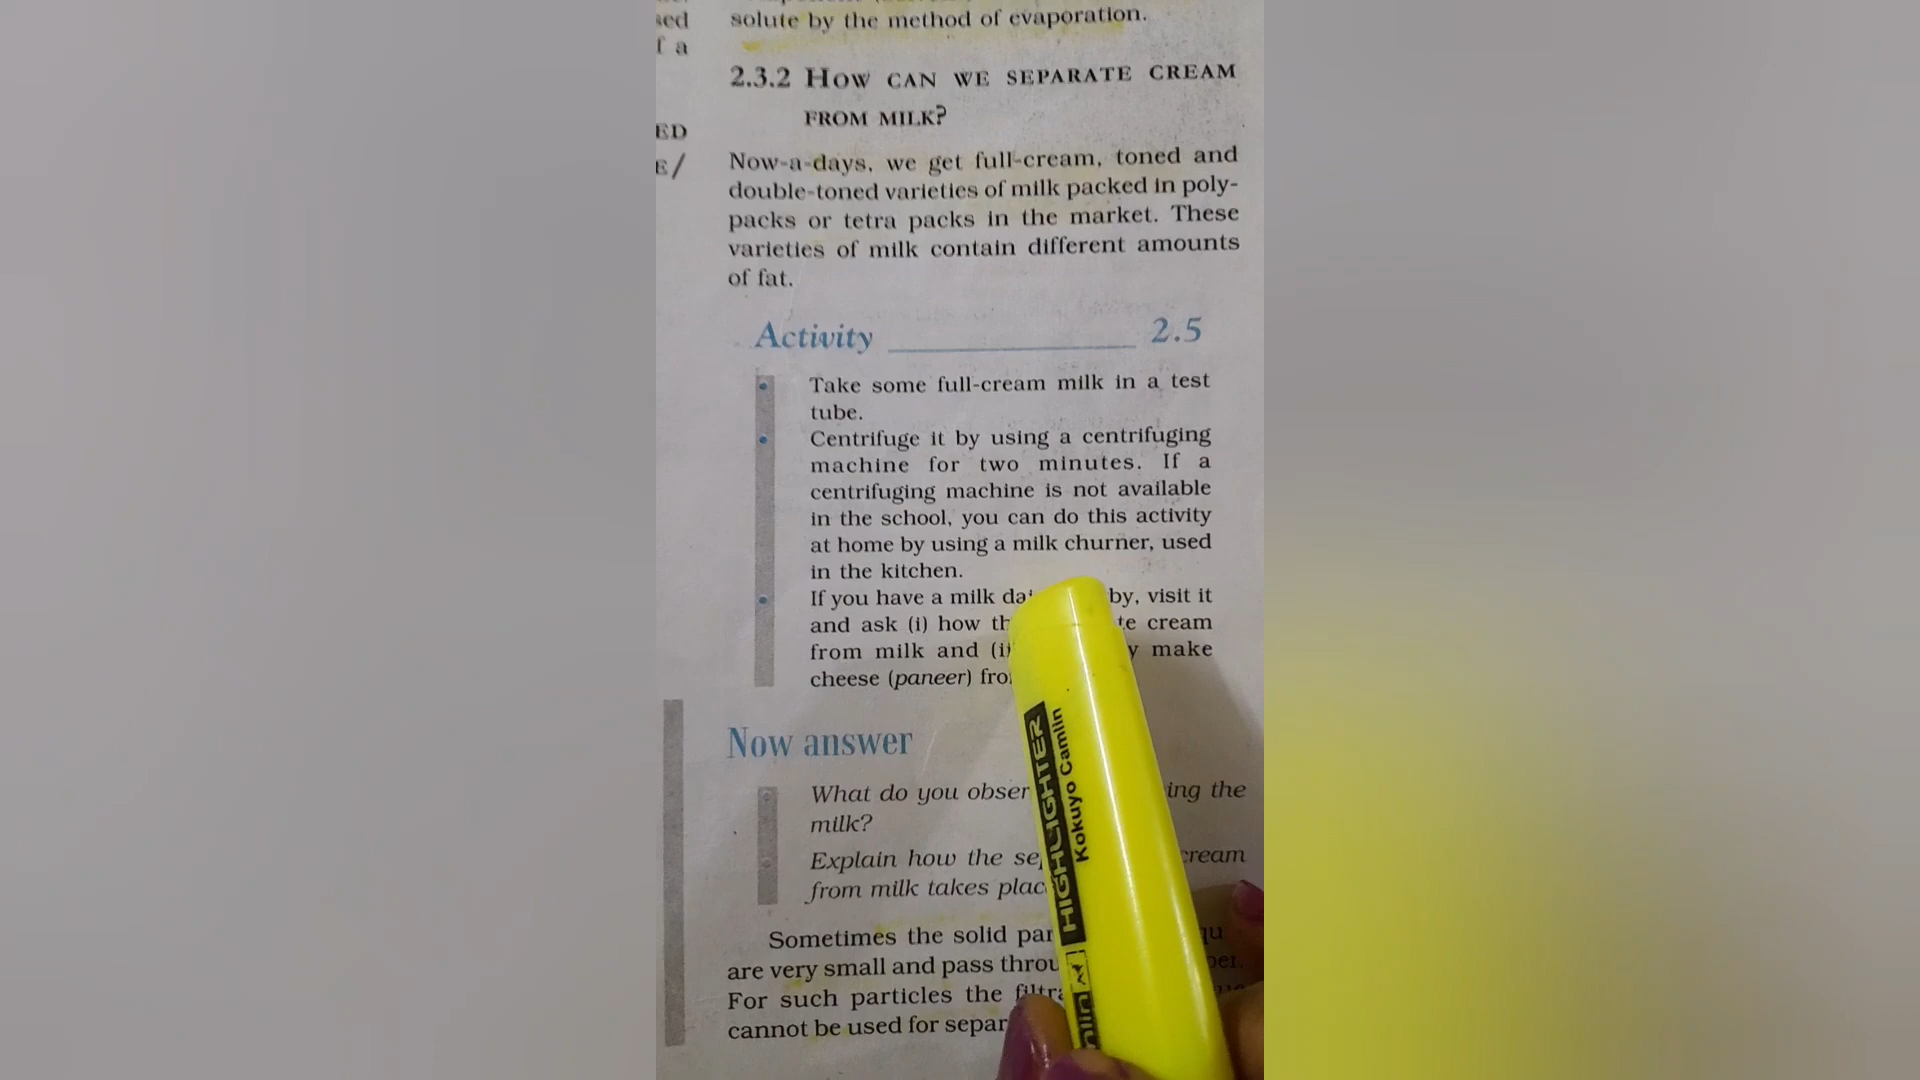 sed
f a
ED
E/
solute by the method of evaporation.
2.3.2 HOW CAN WE SEPARATE CREAM
FROM MILK?
Now-a-days, we get full-cream, toned and
double-toned varieties of milk packed in poly-
packs or tetra packs in the market. These
varieties of milk contain different amounts
of fat.
Activity 2.5
• Take some full-cream milk in a test
tube.
• Centrifuge it by using a centrifuging
machine for two minutes. If a
centrifuging machine is not available
in the school, you can do this activity
at home by using a milk churner, used
in the kitchen.
• If you have a milk by, visit it
and ask (i) how te cream
from milk and y make
cheese (paneer)
Now answer
What do you obser ing the
milk?
Explain how the cream
from milk takes
Sometimes the solid par
are very small and pass
For such particles the
cannot be used for
HIGHLIGHTER
Kokuyo Camlin